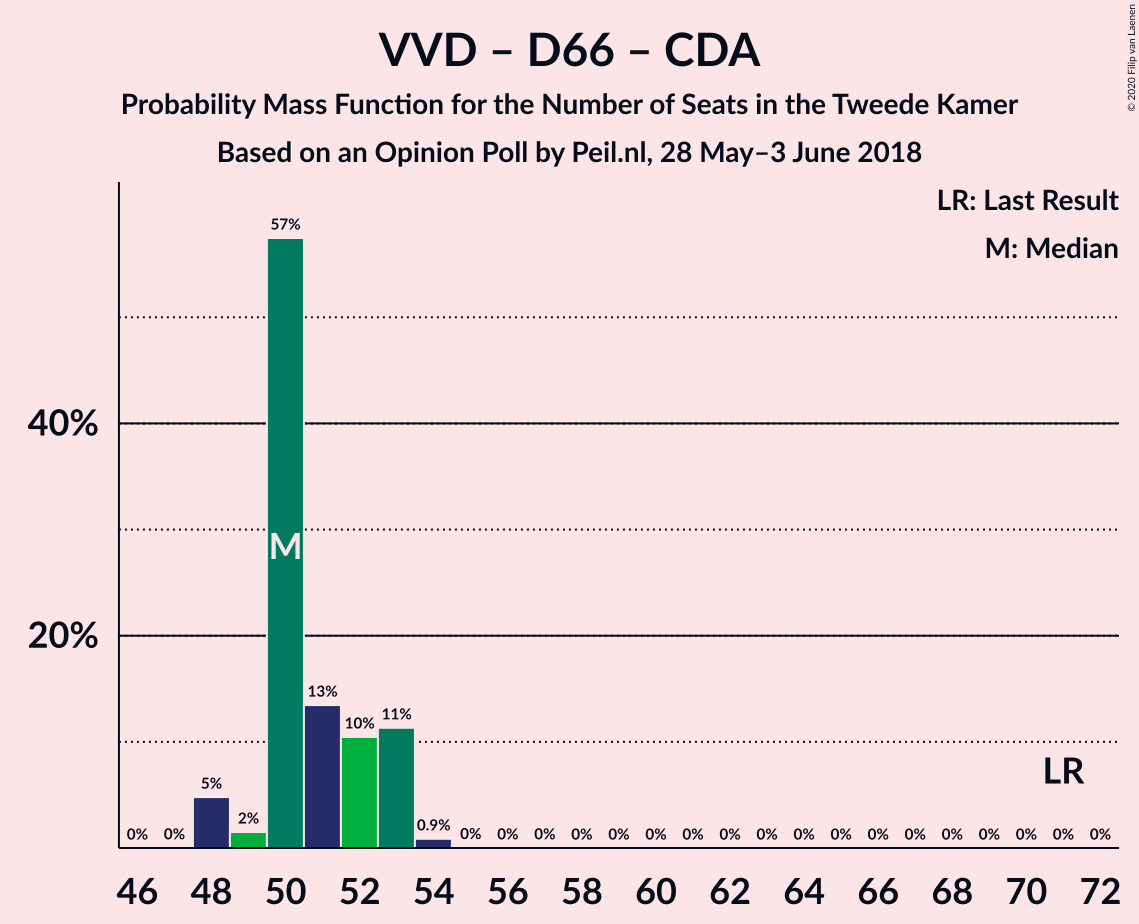 VVD – D66 – CDA
Probability Mass Function for the Number of Seats in the Tweede Kamer
Based on an Opinion Poll by Peil.nl, 28 May–3 June 2018
© 2020 Filip van Laenen
LR: Last Result
M: Median
40%
20%
0% 0% 5% 2% 57% 13% 10% 11% 0.9% 0% 0% 0% 0% 0% 0% 0% 0% 0% 0% 0% 0% 0% 0% 0% 0% 0% 0%
M
LR
46 48 50 52 54 56 58 60 62 64 66 68 70 72